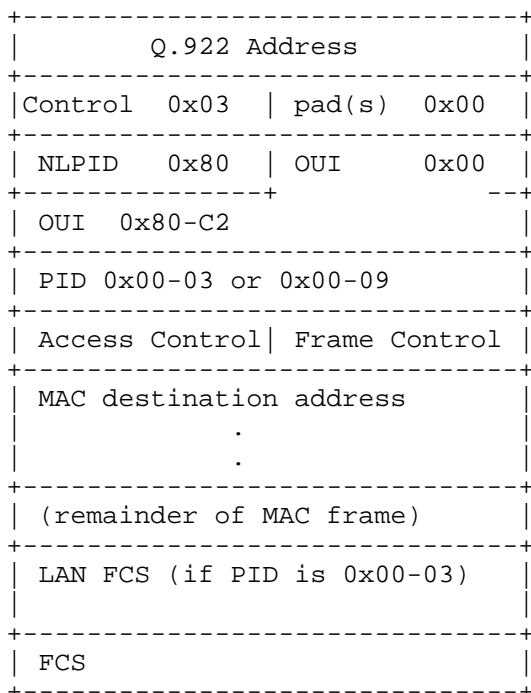 Q.922 Address
Control 0x03 | pad(s) 0x00
NLPID 0x80 | OUI 0x00
OUI 0x80-C2
PID 0x00-03 or 0x00-09
Access Control| Frame Control
MAC destination address
.
.
(remainder of MAC frame)
LAN FCS (if PID is 0x00-03)
FCS